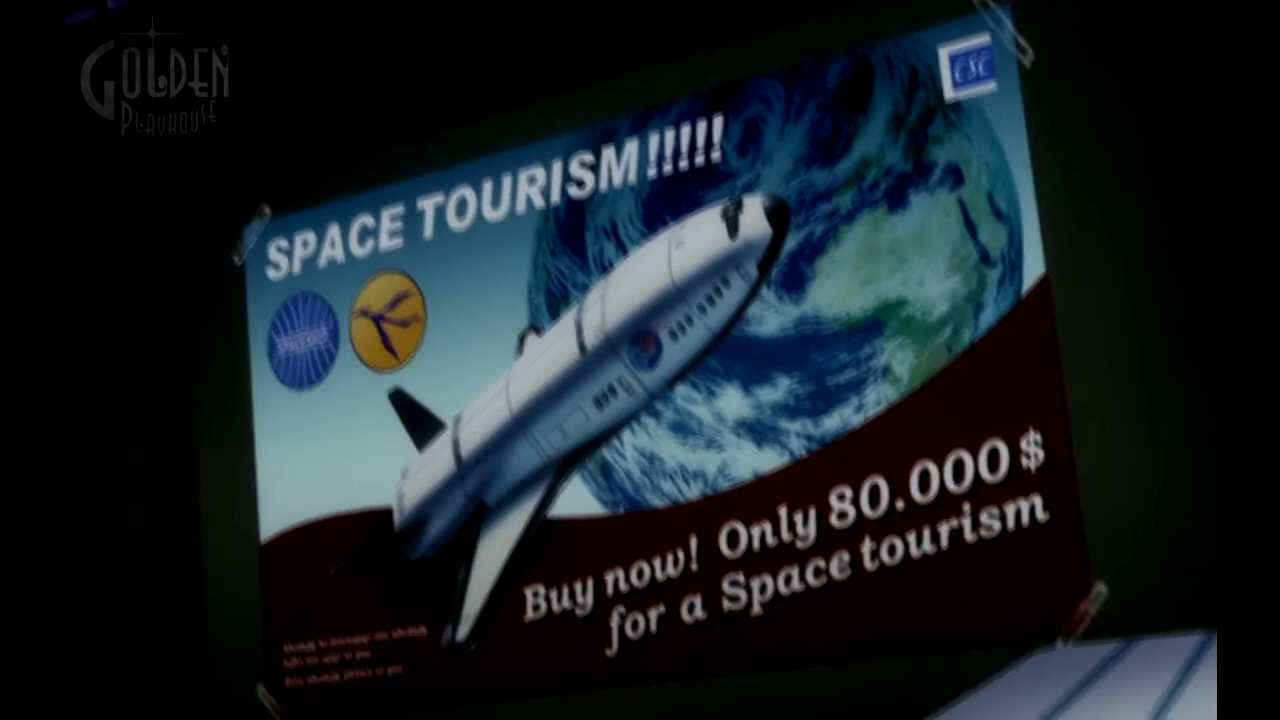 GOLDEN
PLAYHOUSE
CSC
SPACE TOURISM!!!!!
Buy now! Only 80.000 $
for a Space tourism